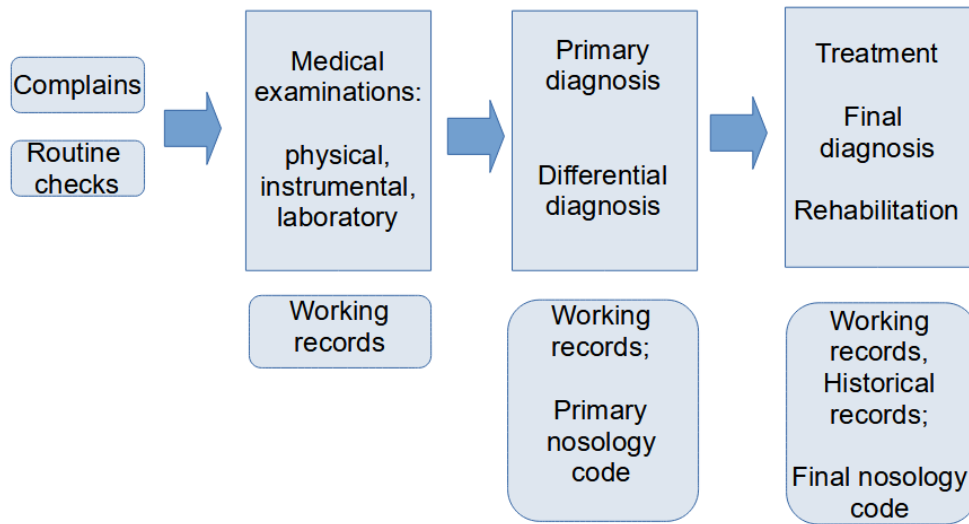 Complains
Routine
checks
Medical
examinations:
physical,
instrumental,
laboratory
Working
records
Primary
diagnosis
Differential
diagnosis
Working
records;
Primary
nosology
code
Treatment
Final
diagnosis
Rehabilitation
Working
records,
Historical
records;
Final nosology
code